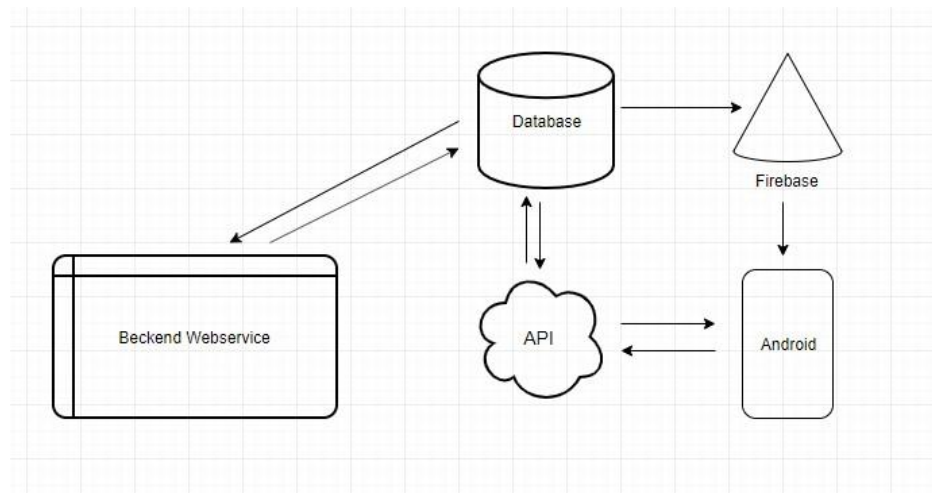 Database
Firebase
Beckend Webservice
API
Android